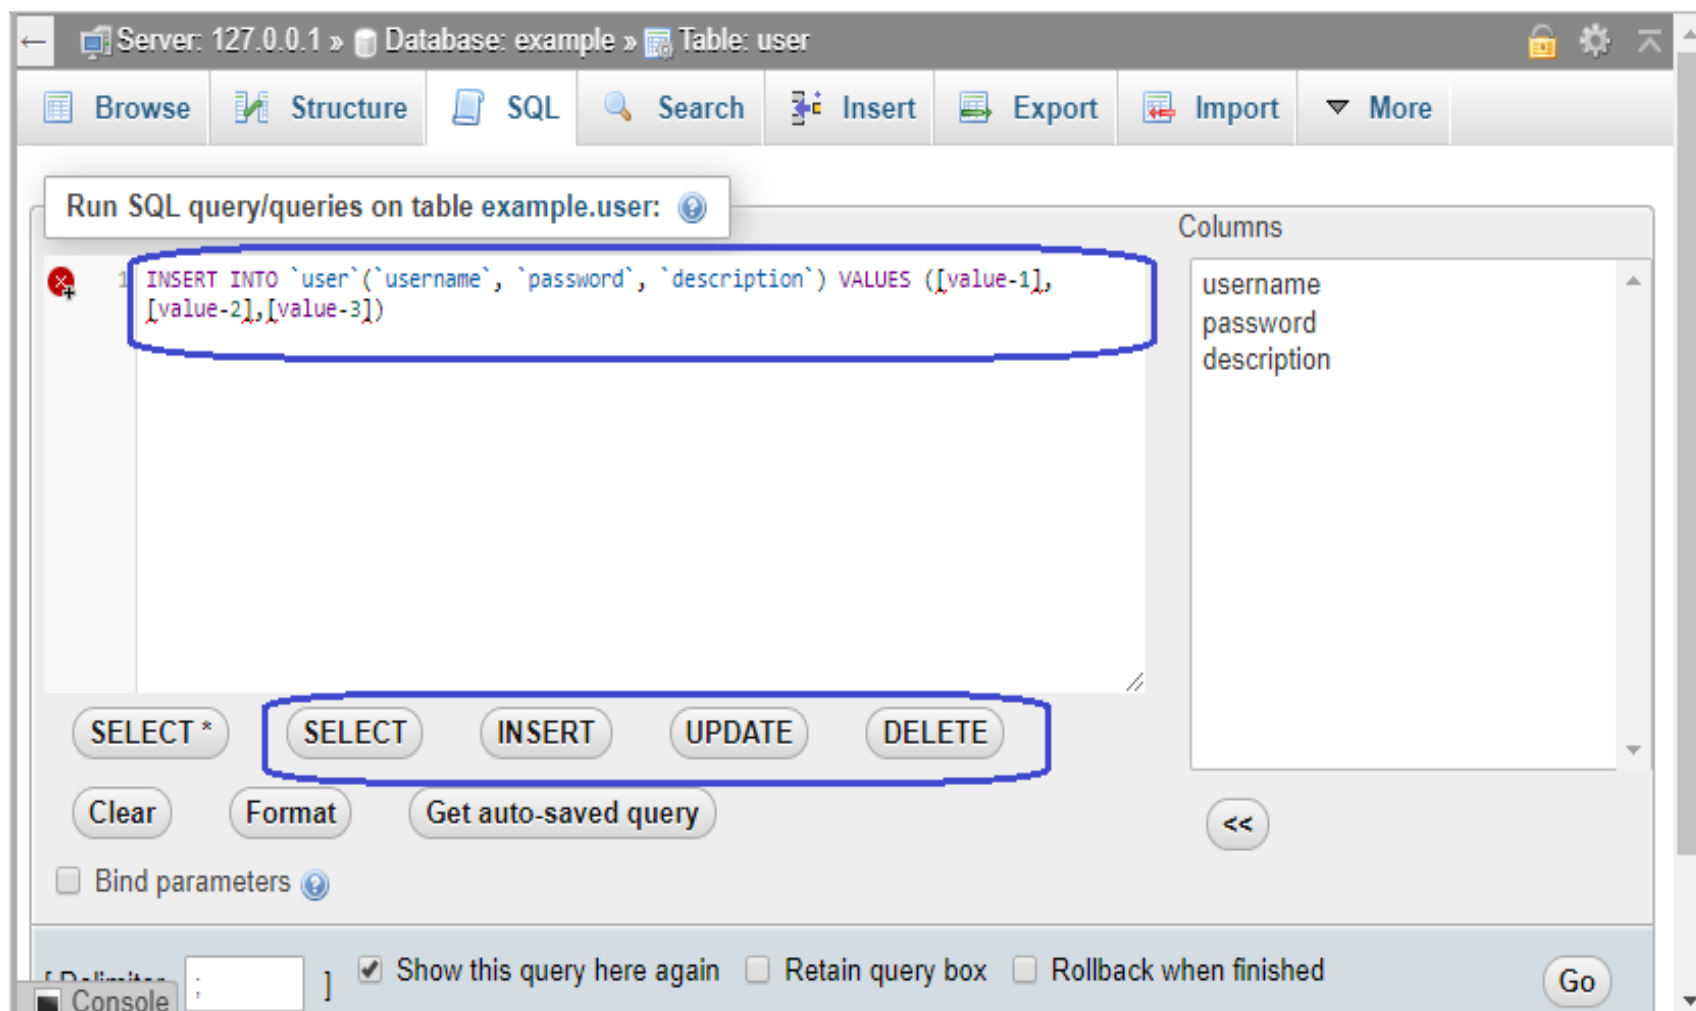 Server: 127.0.0.1 » Database: example » Table: user
Browse Structure SQL Search Insert Export Import More
Run SQL query/queries on table example.user:
Columns
1 INSERT INTO `user`(`username`, `password`, `description`) VALUES ([value-1],
[value-2],[value-3])
username
password
description
SELECT * SELECT INSERT UPDATE DELETE
Clear Format Get auto-saved query <<
Bind parameters
[ Delimiter ; ] Show this query here again Retain query box Rollback when finished Go
Console